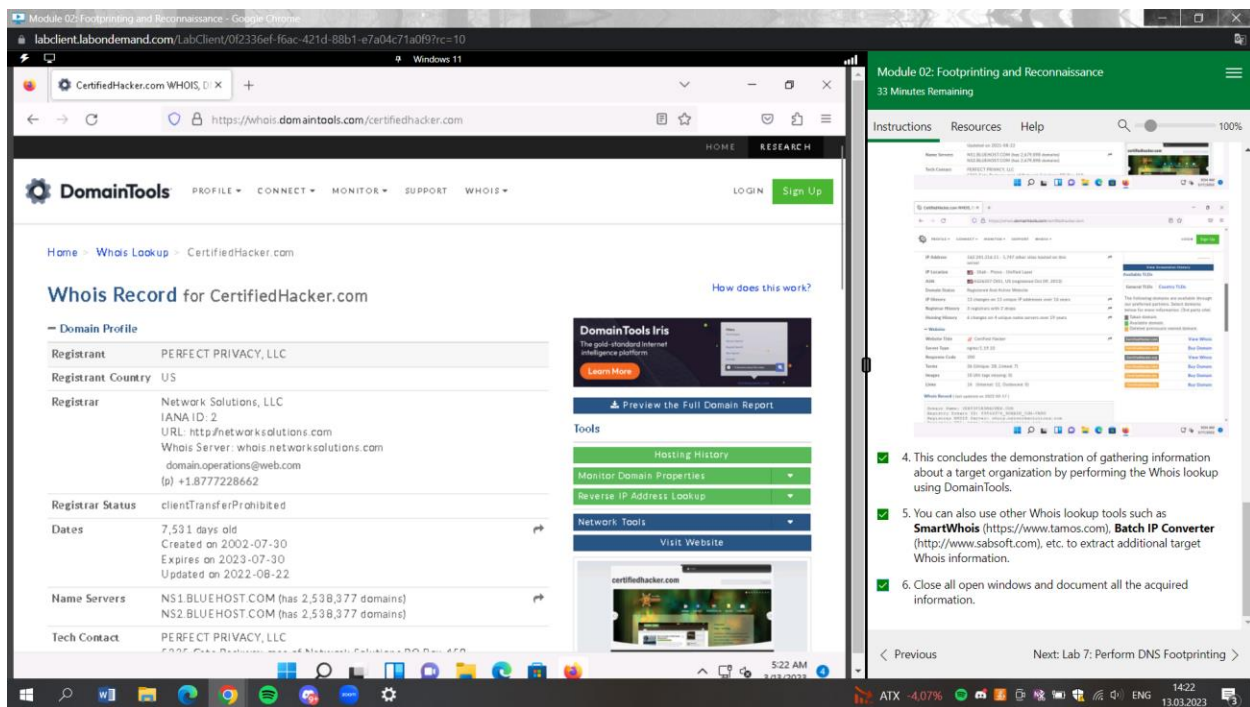 Module 02: Footprinting and Reconnaissance - Google Chrome
labclient.labondemand.com/LabClient/0f2336ef-f6ac-421d-88b1-e7a04c71a0f9?rc=10
Windows 11
CertifiedHacker.com WHOIS, D
https://whois.domaintools.com/certifiedhacker.com
HOME RESEARCH
DomainTools PROFILE CONNECT MONITOR SUPPORT WHOIS LOGIN Sign Up
Home > Whois Lookup > CertifiedHacker.com
How does this work?
Whois Record for CertifiedHacker.com
– Domain Profile
Registrant PERFECT PRIVACY, LLC
Registrant Country US
Registrar Network Solutions, LLC
IANA ID: 2
URL: http://networksolutions.com
Whois Server: whois.networksolutions.com
domain.operations@web.com
(p) +1.8777228662
Registrar Status clientTransferProhibited
Dates 7,531 days old
Created on 2002-07-30
Expires on 2023-07-30
Updated on 2022-08-22
Name Servers NS1.BLUEHOST.COM (has 2,538,377 domains)
NS2.BLUEHOST.COM (has 2,538,377 domains)
Tech Contact PERFECT PRIVACY, LLC
DomainTools Iris
The gold-standard Internet
intelligence platform
Learn More
Preview the Full Domain Report
Tools
Hosting History
Monitor Domain Properties
Reverse IP Address Lookup
Network Tools
Visit Website
certifiedhacker.com
5:22 AM
3/13/2023
Module 02: Footprinting and Reconnaissance
33 Minutes Remaining
Instructions Resources Help 100%
4. This concludes the demonstration of gathering information
about a target organization by performing the Whois lookup
using DomainTools.
5. You can also use other Whois lookup tools such as
SmartWhois (https://www.tamos.com), Batch IP Converter
(http://www.sabsoft.com), etc. to extract additional target
Whois information.
6. Close all open windows and document all the acquired
information.
< Previous Next: Lab 7: Perform DNS Footprinting >
ATX -4,07% ENG 14:22
13.03.2023